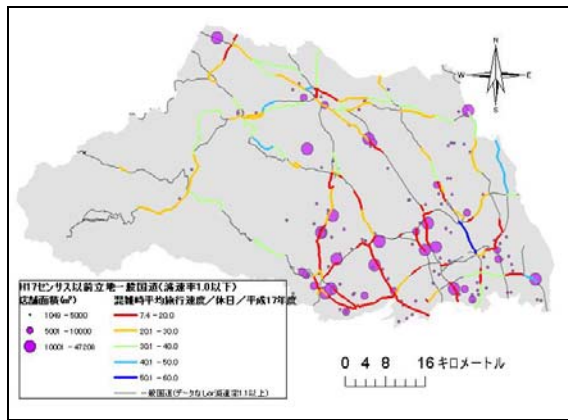 N
W E
S
H17センサス以前立地一般国道(減速率1.0以下)
店舗面積(㎡)
1049 - 5000
5001 - 10000
10001 - 47208
混雑時平均旅行速度/休日/平成17年度
7.4 - 20.0
20.1 - 30.0
30.1 - 40.0
40.1 - 50.0
50.1 - 60.0
一般国道(データなしor減速率1.1以上)
0 4 8 16 キロメートル